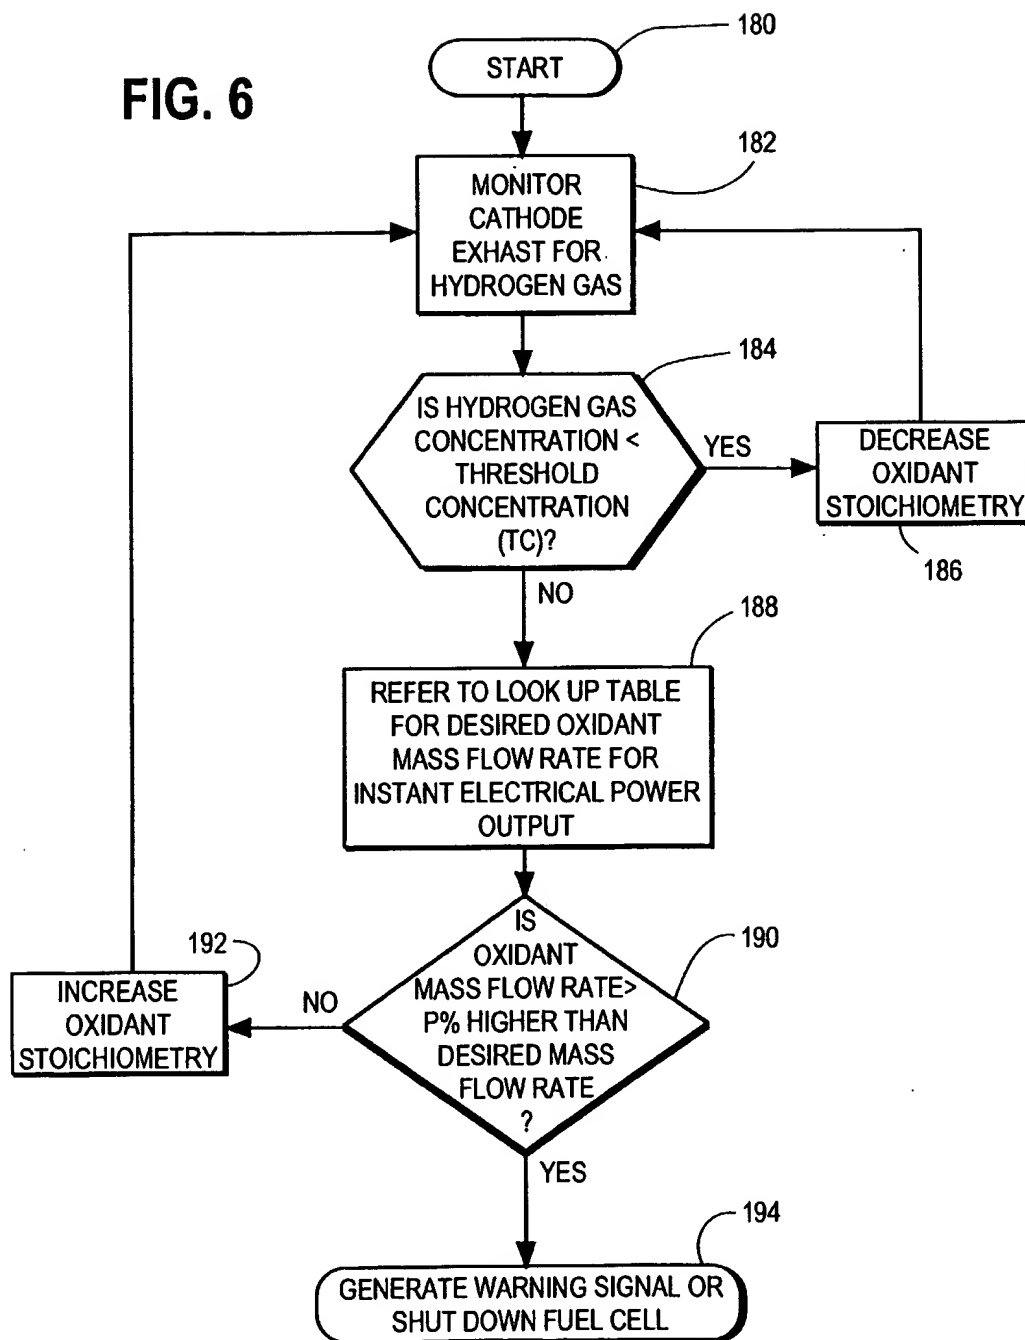 FIG. 6
START
180
MONITOR
CATHODE
EXHAST FOR
HYDROGEN GAS
182
IS HYDROGEN GAS
CONCENTRATION <
THRESHOLD
CONCENTRATION
(TC)?
184
YES
DECREASE
OXIDANT
STOICHIOMETRY
186
NO
188
REFER TO LOOK UP TABLE
FOR DESIRED OXIDANT
MASS FLOW RATE FOR
INSTANT ELECTRICAL POWER
OUTPUT
IS
OXIDANT
MASS FLOW RATE>
P% HIGHER THAN
DESIRED MASS
FLOW RATE
?
190
NO
192
INCREASE
OXIDANT
STOICHIOMETRY
YES
194
GENERATE WARNING SIGNAL OR
SHUT DOWN FUEL CELL